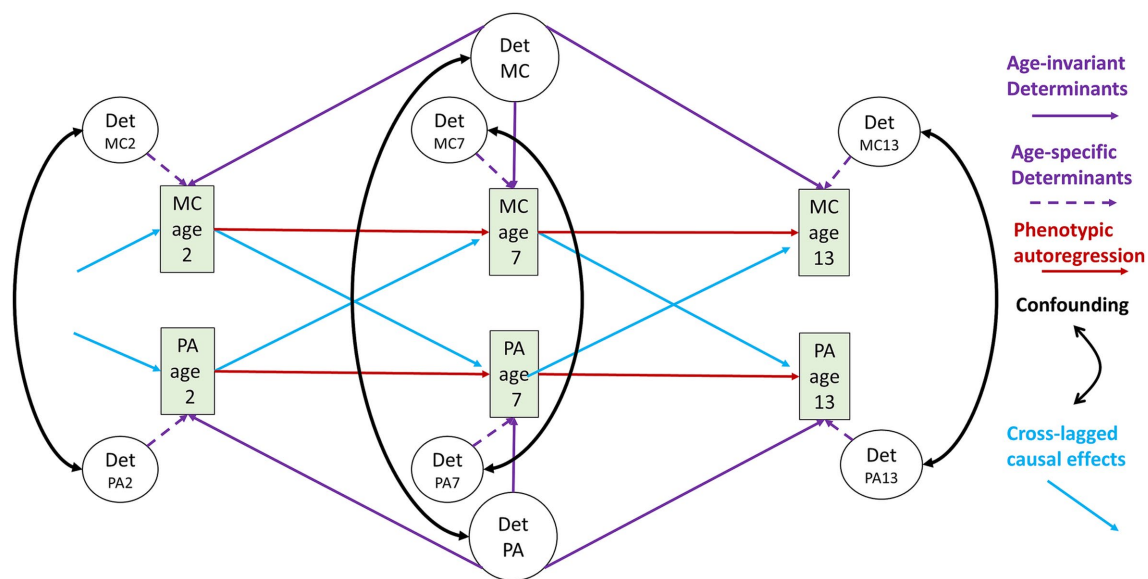 Det
MC
Det
MC2
Det
MC7
Det
MC13
MC
age
2
MC
age
7
MC
age
13
PA
age
2
PA
age
7
PA
age
13
Det
PA2
Det
PA7
Det
PA13
Det
PA
Age-invariant
Determinants
Age-specific
Determinants
Phenotypic
autoregression
Confounding
Cross-lagged
causal effects